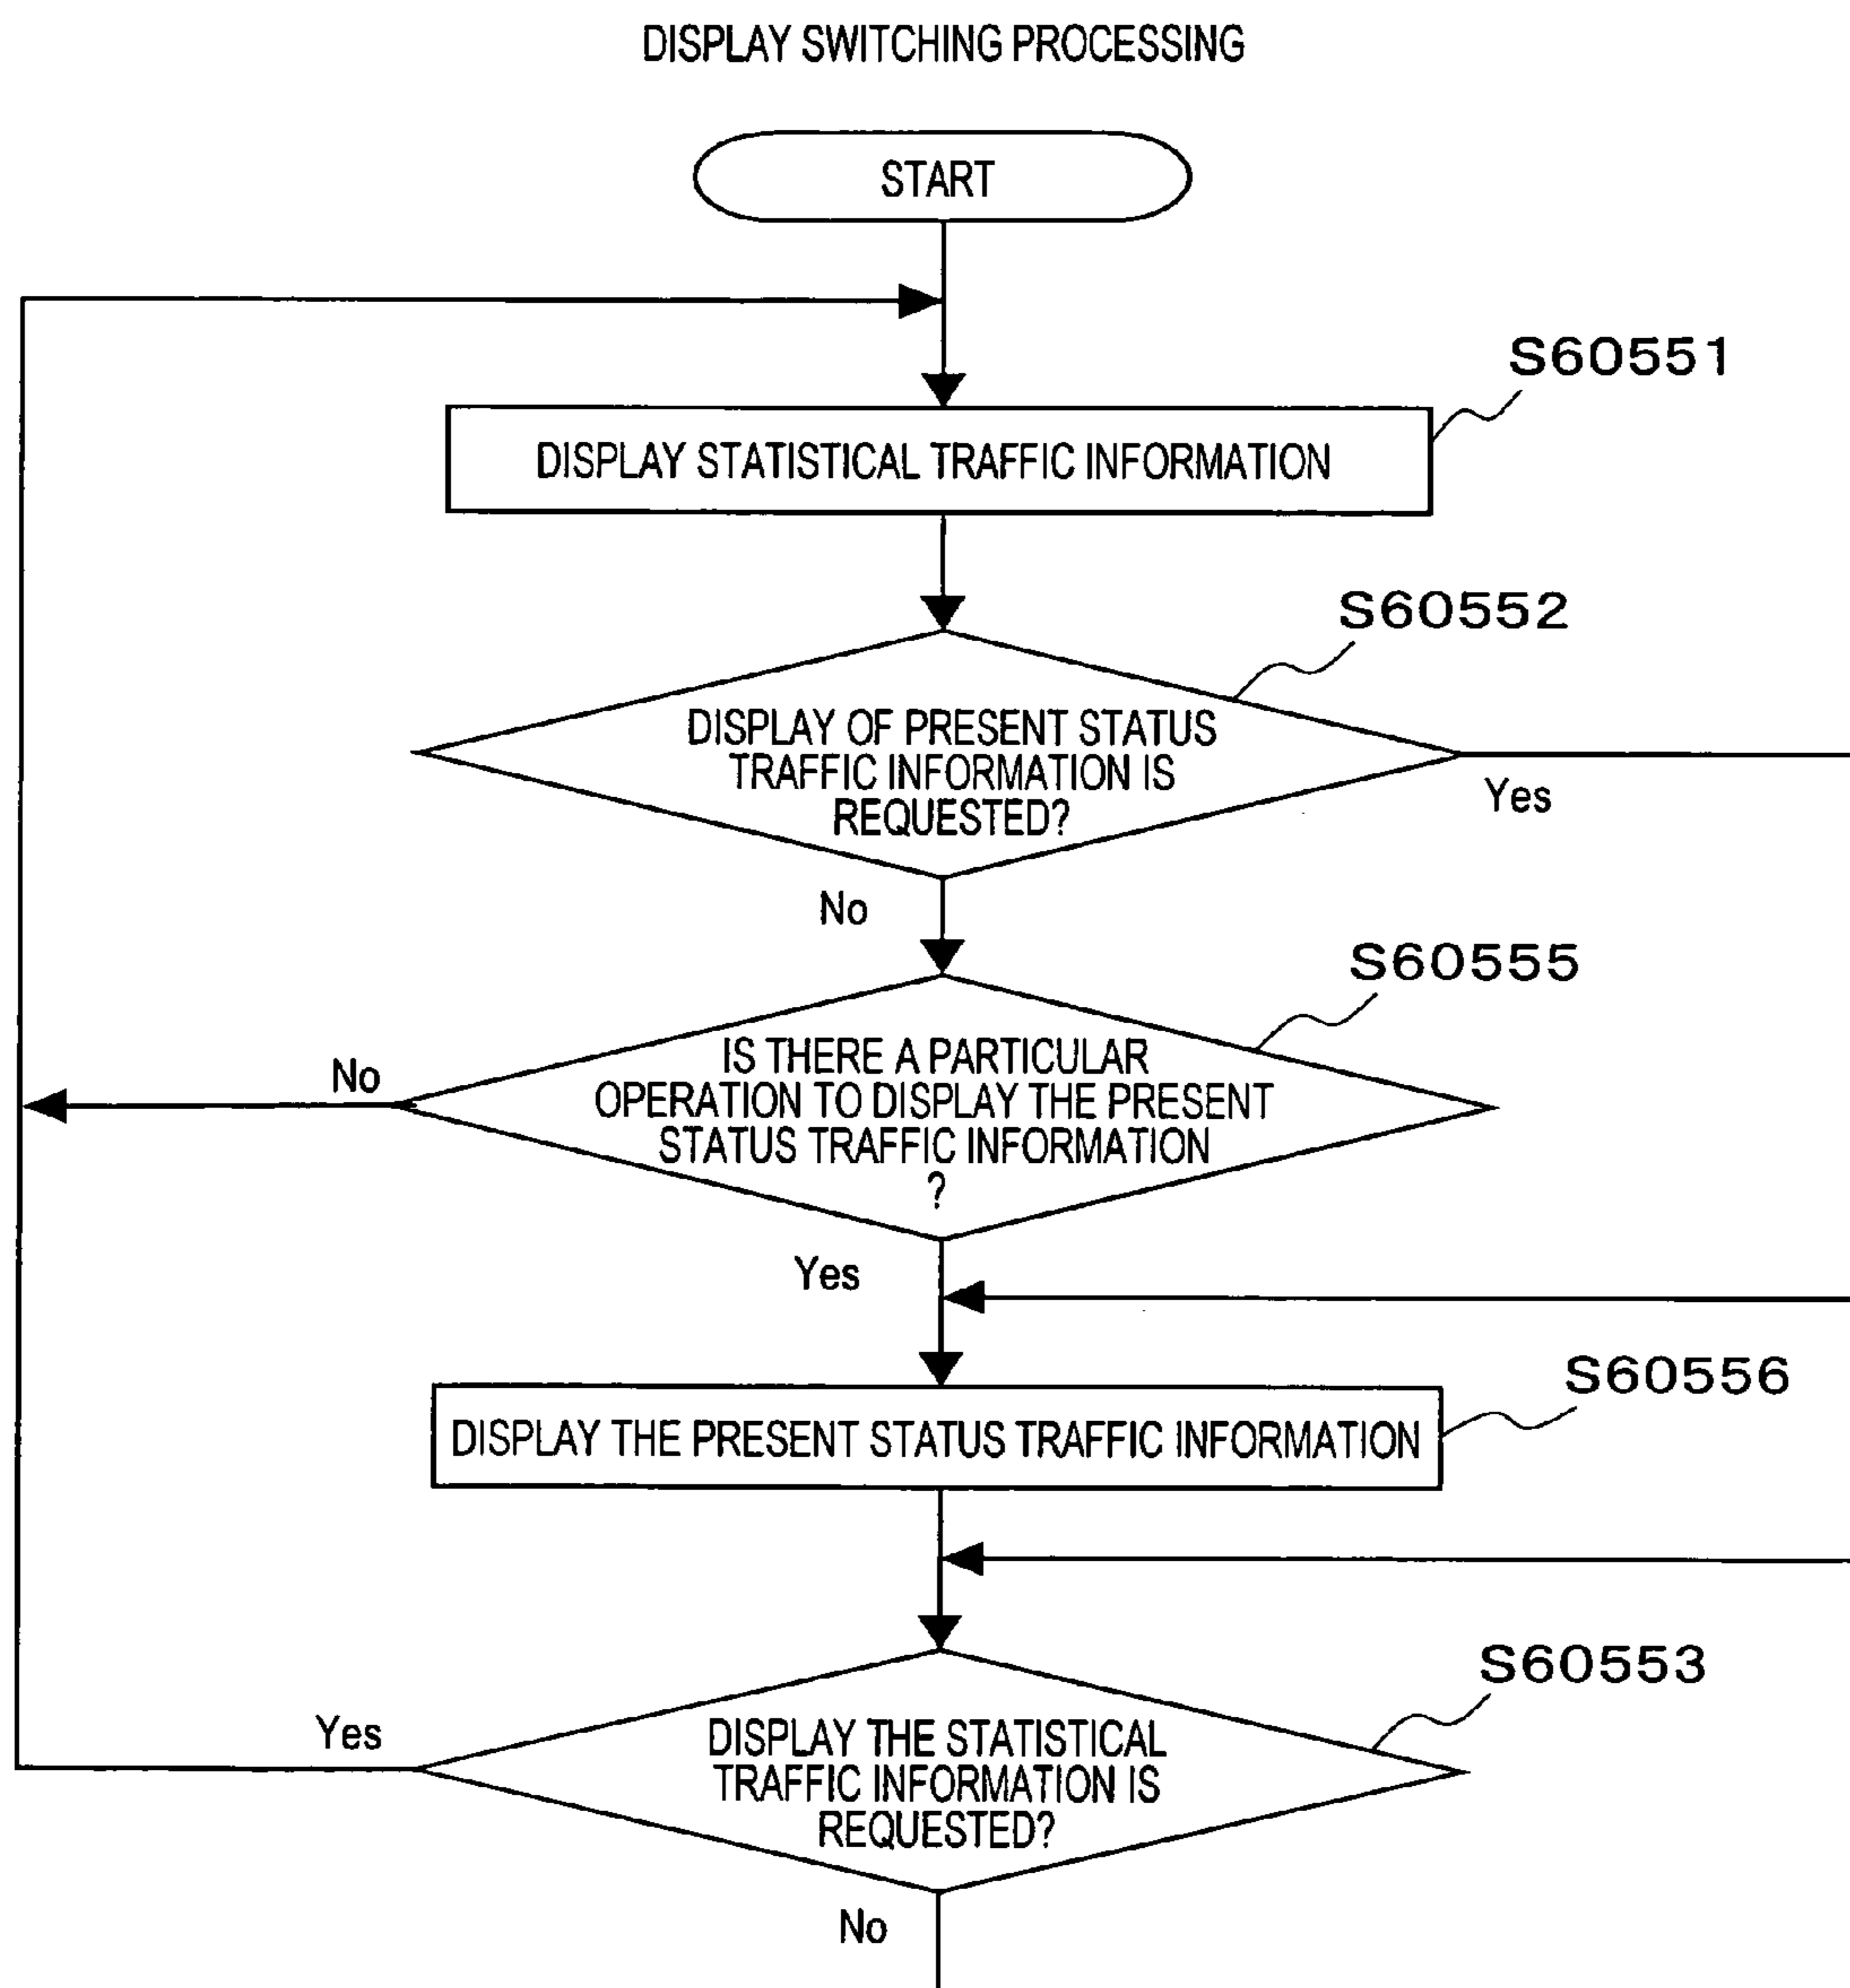 DISPLAY SWITCHING PROCESSING
START
S60551
DISPLAY STATISTICAL TRAFFIC INFORMATION
S60552
DISPLAY OF PRESENT STATUS
TRAFFIC INFORMATION IS
REQUESTED?
Yes
No
S60555
IS THERE A PARTICULAR
OPERATION TO DISPLAY THE PRESENT
STATUS TRAFFIC INFORMATION
?
No
Yes
S60556
DISPLAY THE PRESENT STATUS TRAFFIC INFORMATION
S60553
DISPLAY THE STATISTICAL
TRAFFIC INFORMATION IS
REQUESTED?
Yes
No